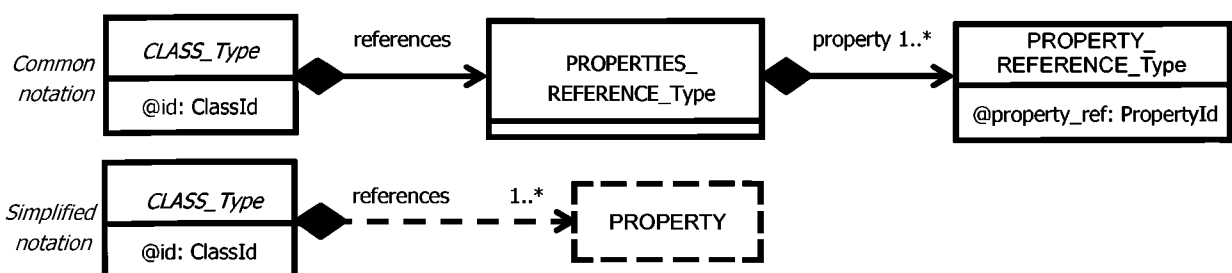 Common
notation
CLASS_Type
@id: ClassId
references
PROPERTIES_
REFERENCE_Type
property 1..*
PROPERTY_
REFERENCE_Type
@property_ref: PropertyId
Simplified
notation
CLASS_Type
@id: ClassId
references 1..*
PROPERTY